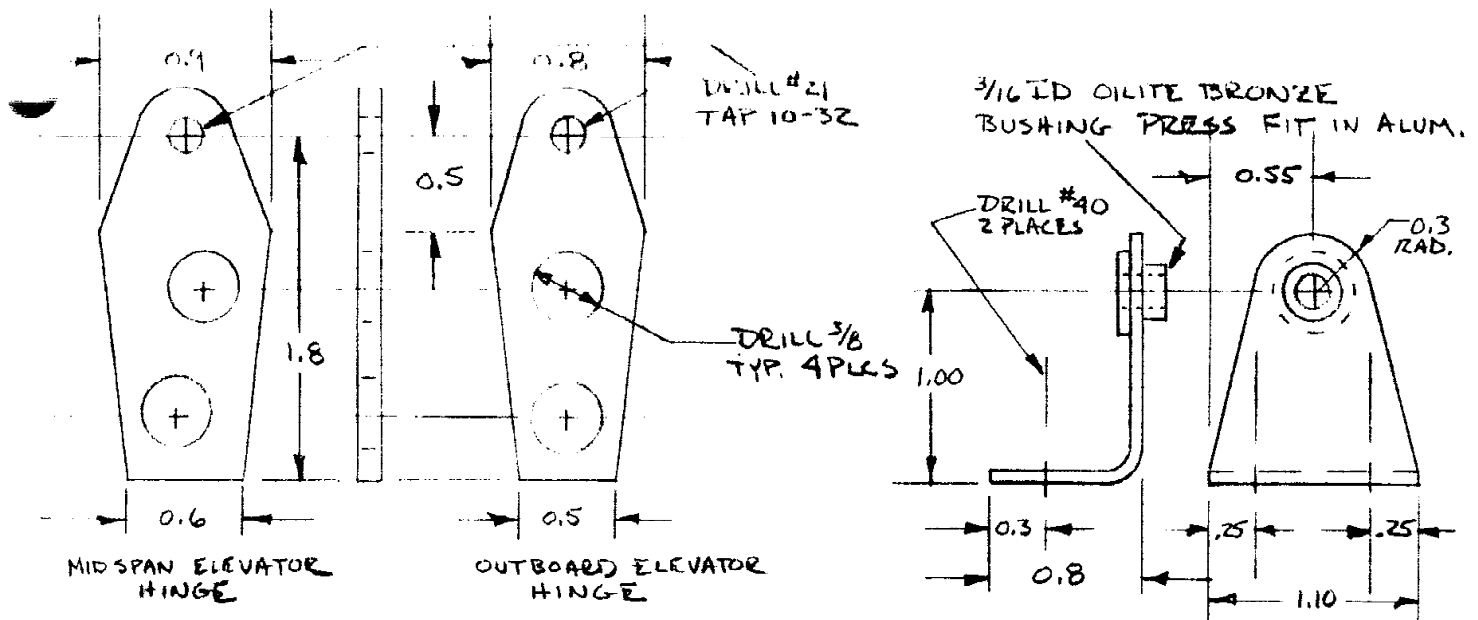 0.9
0.8
DRILL #21
TAP 10-32
0.5
1.8
DRILL 3/8
TYP. 4 PLCS
0.6
0.5
MIDSPAN ELEVATOR
HINGE
OUTBOARD ELEVATOR
HINGE
3/16 ID OILITE BRONZE
BUSHING PRESS FIT IN ALUM.
0.55
DRILL #40
2 PLACES
0.3
RAD.
1.00
0.3
.25
.25
0.8
1.10